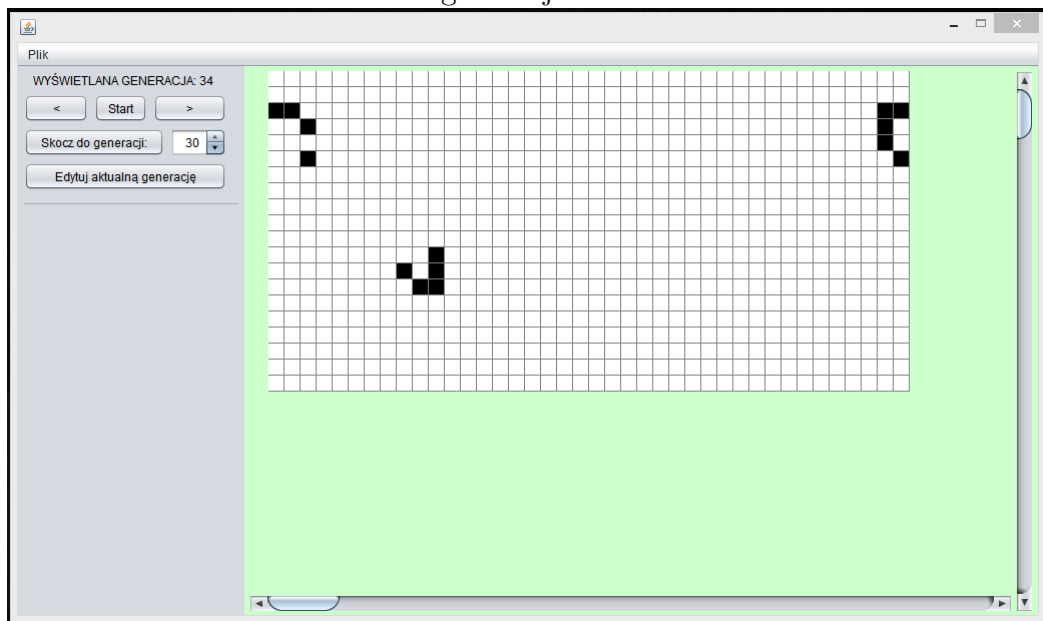 Plik
WYŚWIETLANA GENERACJA: 34
< Start >
Skocz do generacji: 30
Edytuj aktualną generację